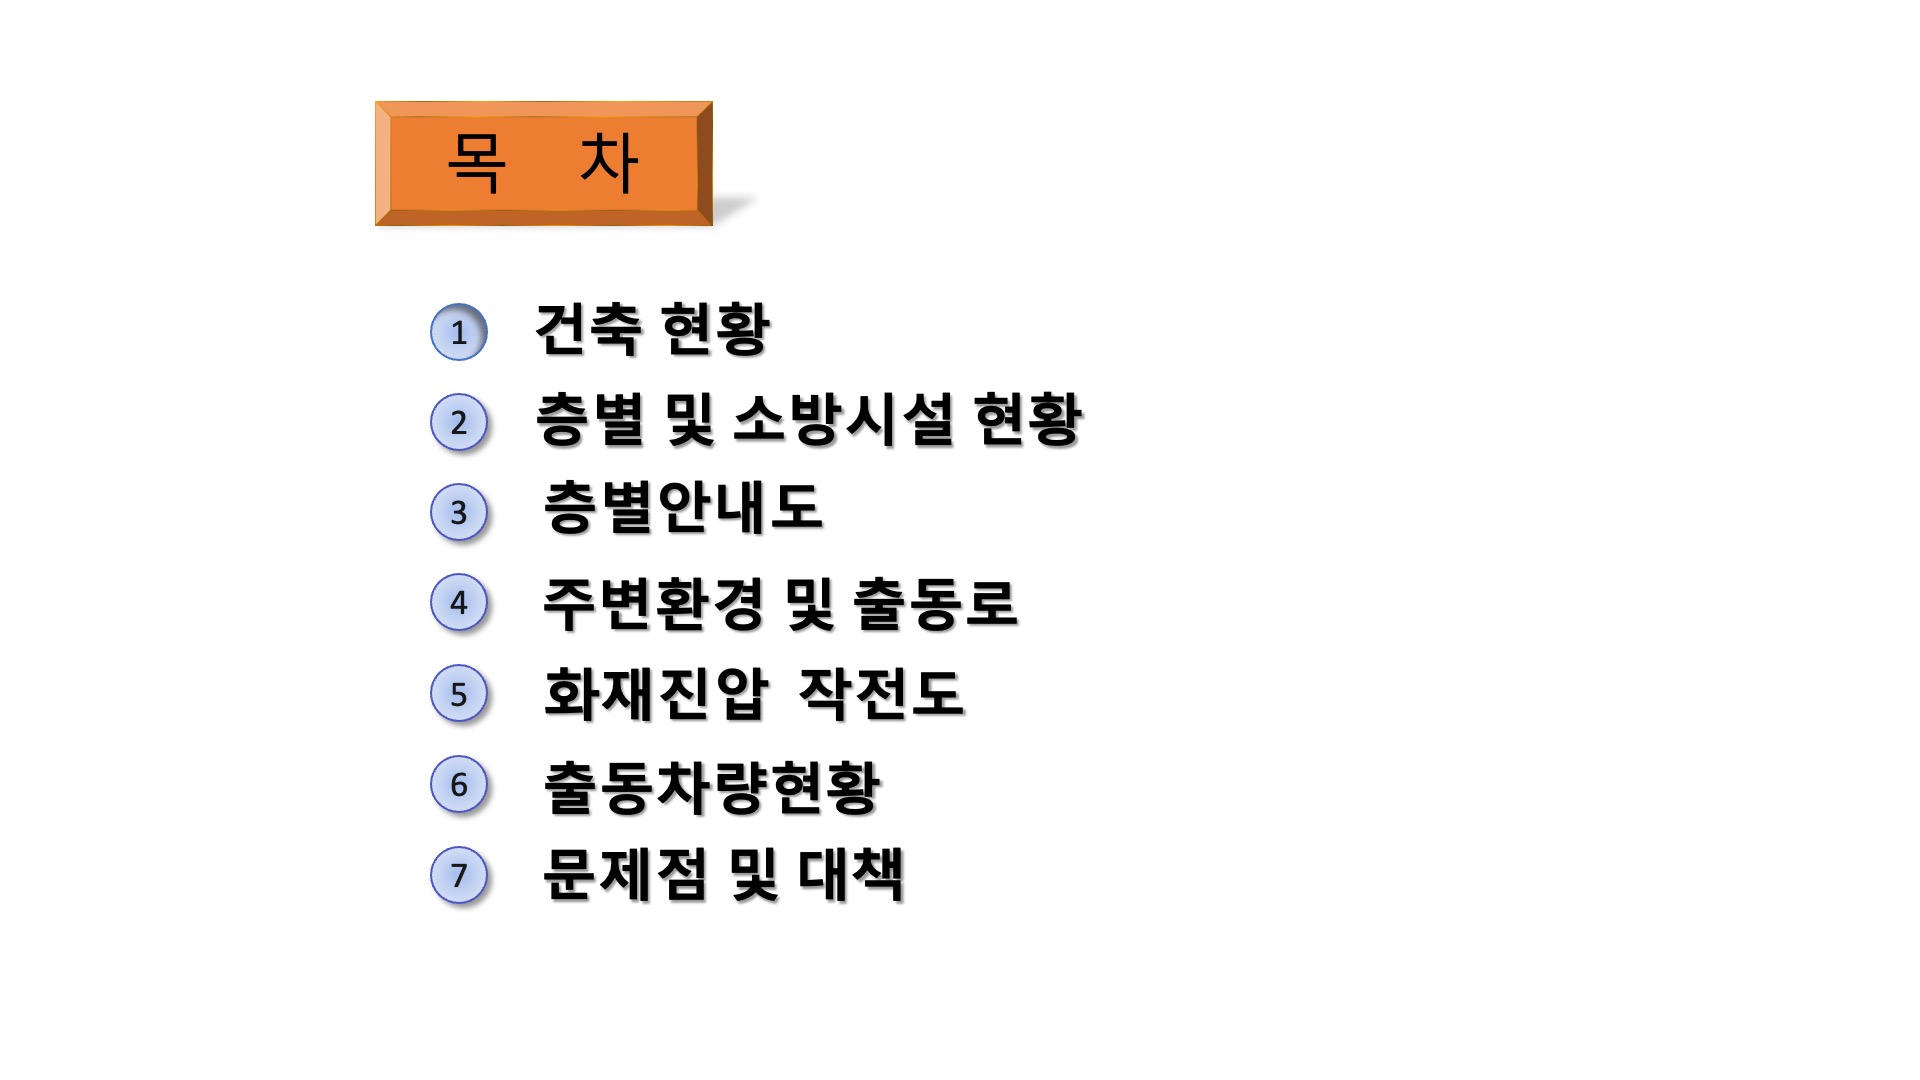 목 차
1 건축 현황
2 층별 및 소방시설 현황
3 층별안내도
4 주변환경 및 출동로
5 화재진압 작전도
6 출동차량현황
7 문제점 및 대책